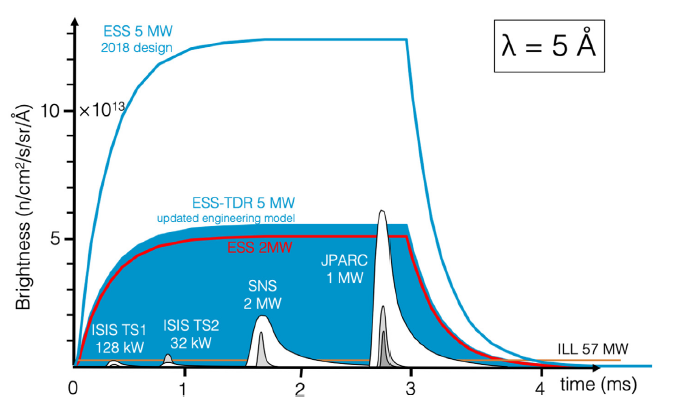 ESS 5 MW
2018 design
λ = 5 Å
10
×10¹³
Brightness (n/cm²/s/sr/Å)
ESS-TDR 5 MW
updated engineering model
5
ESS 2MW
JPARC
1 MW
SNS
2 MW
ISIS TS1
128 kW
ISIS TS2
32 kW
ILL 57 MW
0
1
2
3
4
time (ms)